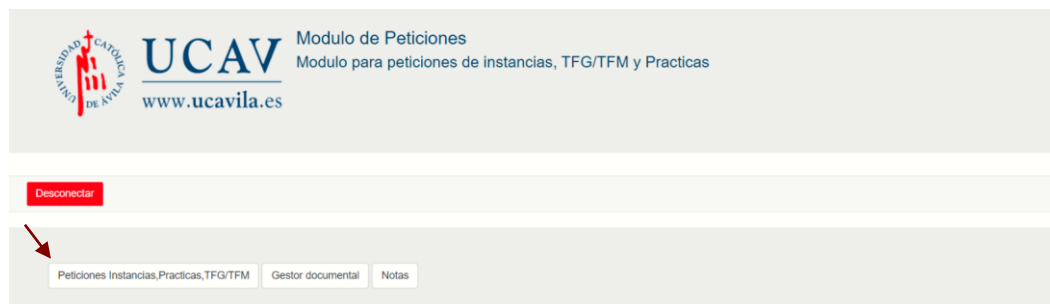 UNIVERSIDAD CATÓLICA DE ÁVILA
UCAV
www.ucavila.es
Modulo de Peticiones
Modulo para peticiones de instancias, TFG/TFM y Practicas
Desconectar
Peticiones Instancias,Practicas,TFG/TFM
Gestor documental
Notas